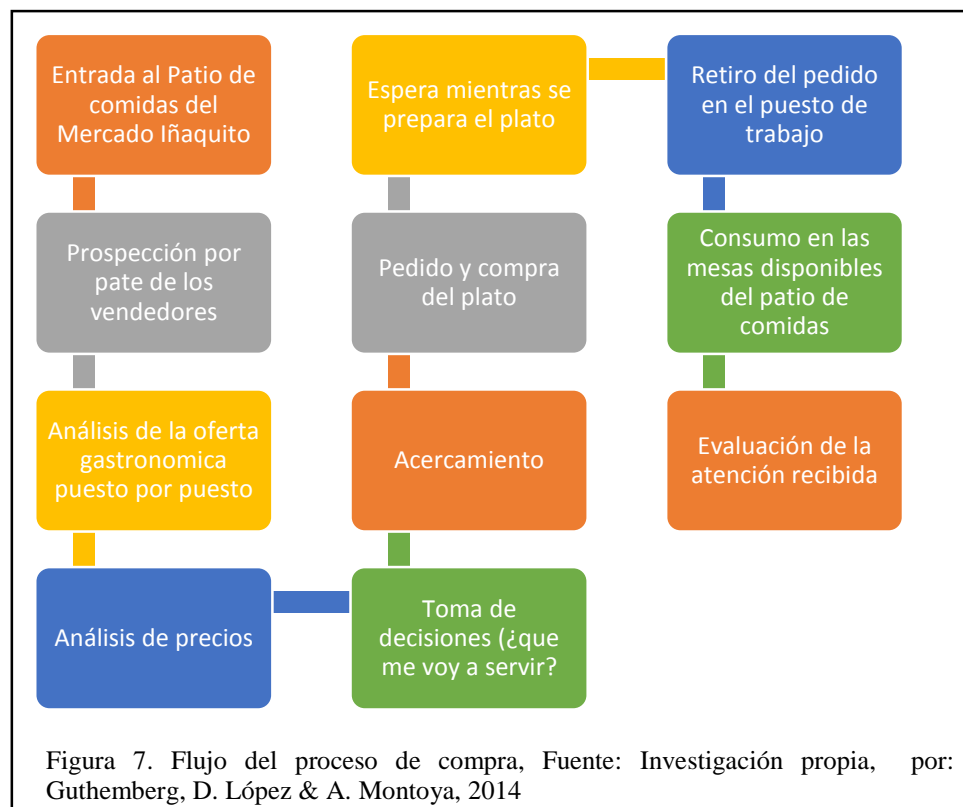 Entrada al Patio de
comidas del
Mercado Iñaquito
Prospección por
pate de los
vendedores
Análisis de la oferta
gastronomica
puesto por puesto
Análisis de precios
Toma de
decisiones (¿que
me voy a servir?
Acercamiento
Pedido y compra
del plato
Espera mientras se
prepara el plato
Retiro del pedido
en el puesto de
trabajo
Consumo en las
mesas disponibles
del patio de
comidas
Evaluación de la
atención recibida
Figura 7. Flujo del proceso de compra, Fuente: Investigación propia, por:
Guthemberg, D. López & A. Montoya, 2014